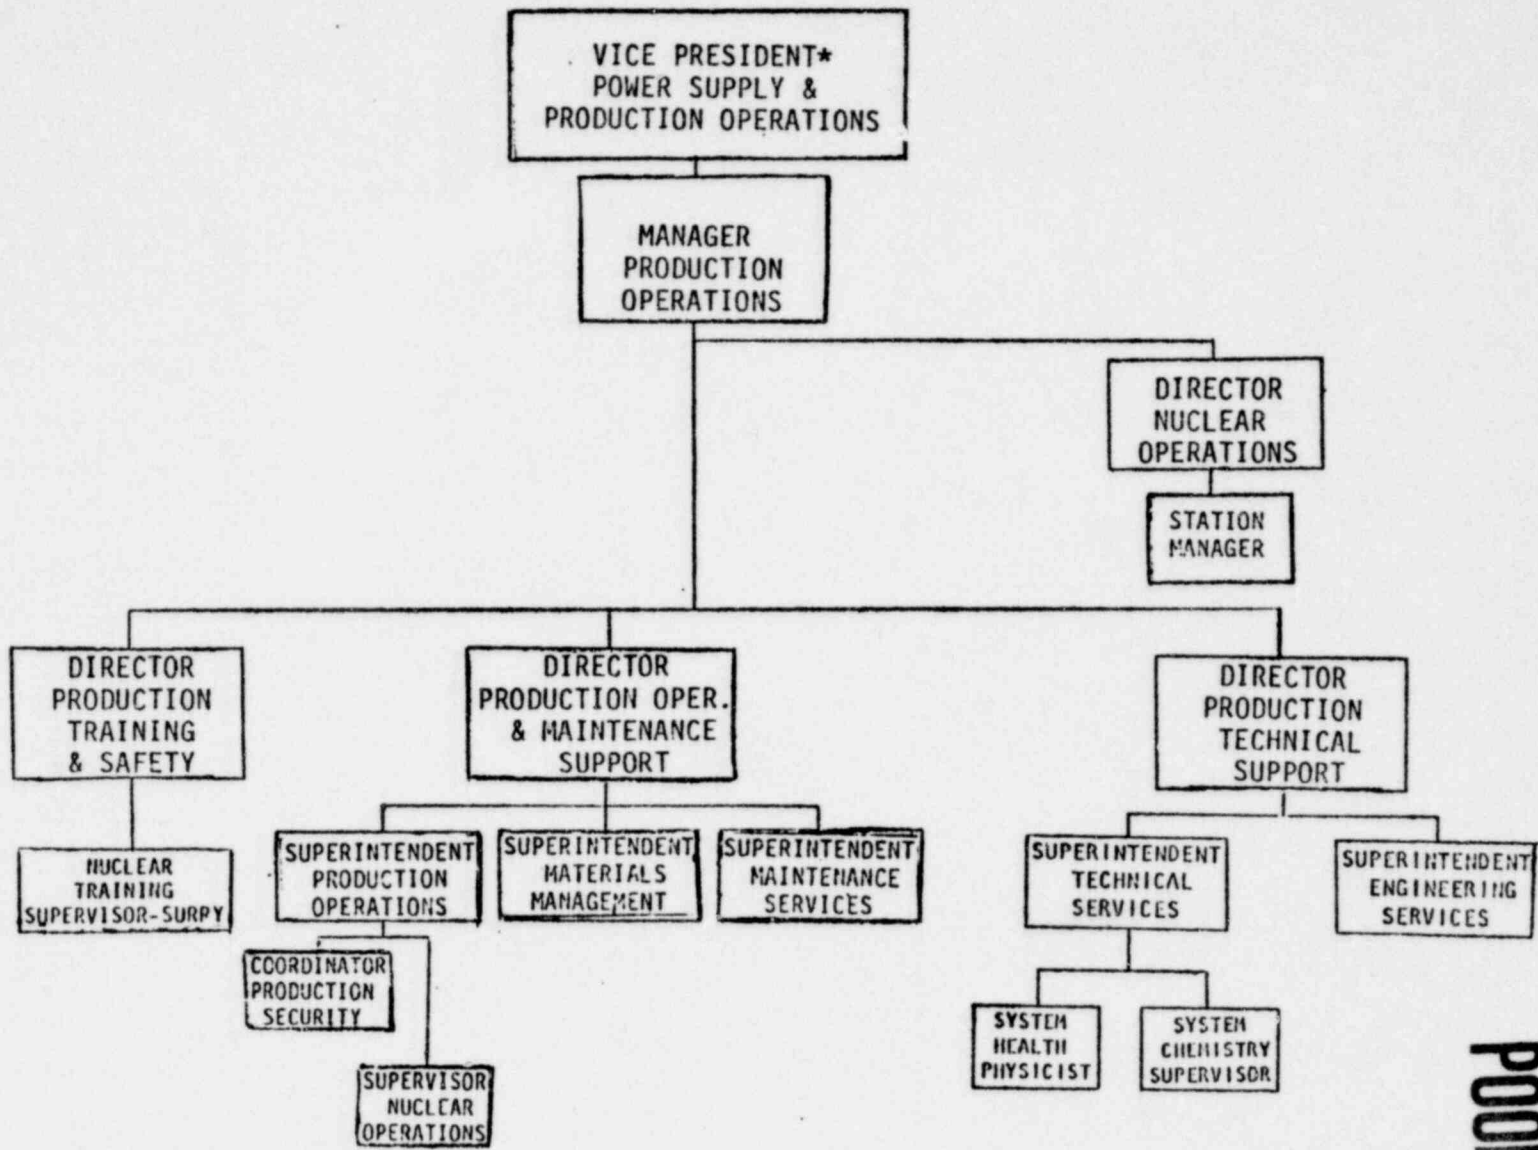 VICE PRESIDENT*
POWER SUPPLY &
PRODUCTION OPERATIONS
MANAGER
PRODUCTION
OPERATIONS
DIRECTOR
NUCLEAR
OPERATIONS
STATION
MANAGER
DIRECTOR
PRODUCTION
TRAINING
& SAFETY
DIRECTOR
PRODUCTION OPER.
& MAINTENANCE
SUPPORT
DIRECTOR
PRODUCTION
TECHNICAL
SUPPORT
NUCLEAR
TRAINING
SUPERVISOR-SURRY
SUPERINTENDENT
PRODUCTION
OPERATIONS
SUPERINTENDENT
MATERIALS
MANAGEMENT
SUPERINTENDENT
MAINTENANCE
SERVICES
SUPERINTENDENT
TECHNICAL
SERVICES
SUPERINTENDENT
ENGINEERING
SERVICES
COORDINATOR
PRODUCTION
SECURITY
SUPERVISOR
NUCLEAR
OPERATIONS
SYSTEM
HEALTH
PHYSICIST
SYSTEM
CHEMISTRY
SUPERVISOR